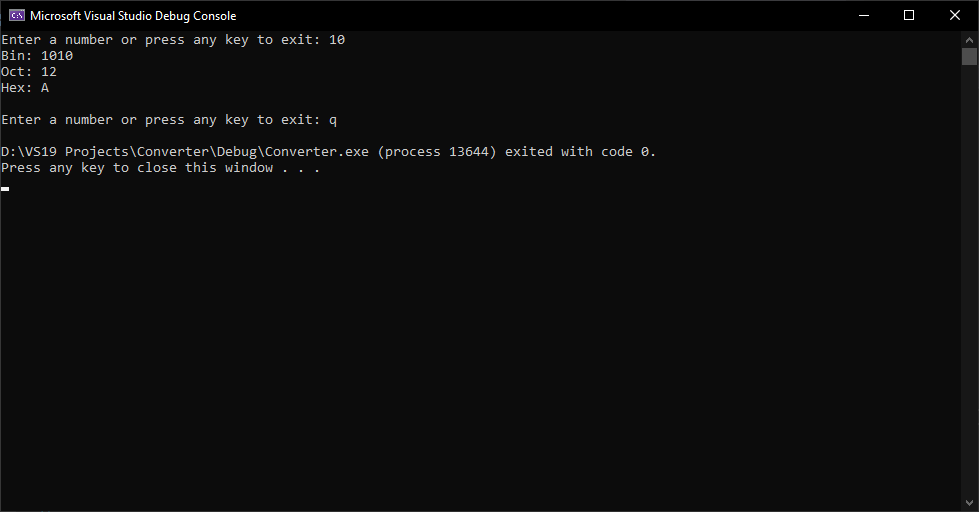 Microsoft Visual Studio Debug Console
Enter a number or press any key to exit: 10
Bin: 1010
Oct: 12
Hex: A
Enter a number or press any key to exit: q
D:\VS19 Projects\Converter\Debug\Converter.exe (process 13644) exited with code 0.
Press any key to close this window . . .